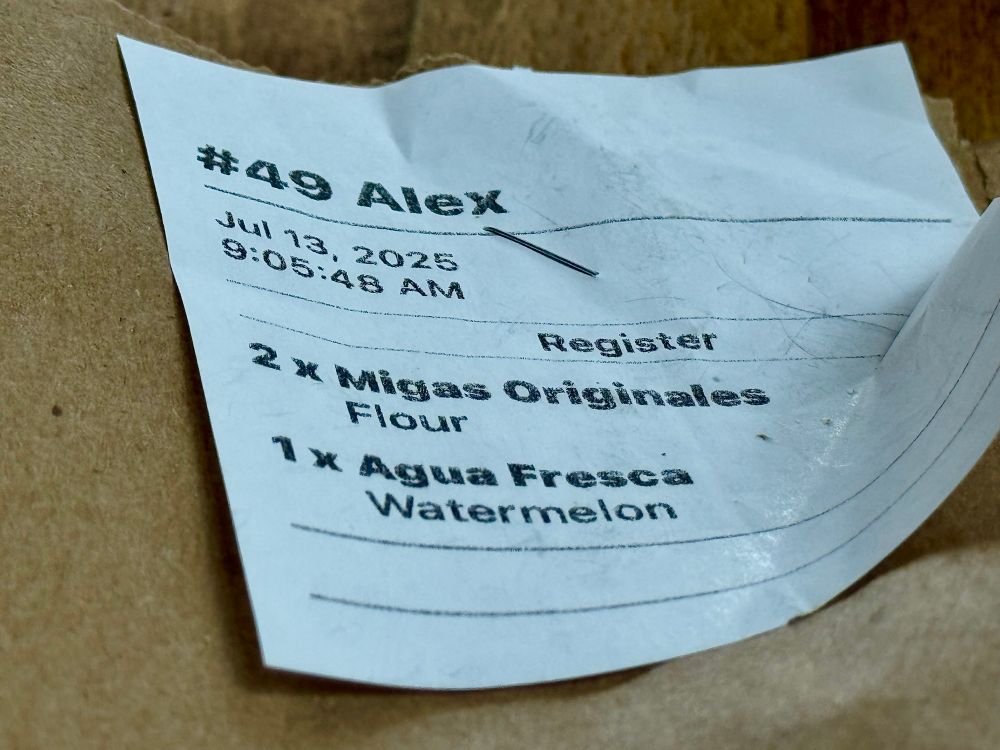 #49 Alex
Jul 13, 2025
9:05:48 AM
Register
2 x Migas Originales
Flour
1 x Agua Fresca
Watermelon